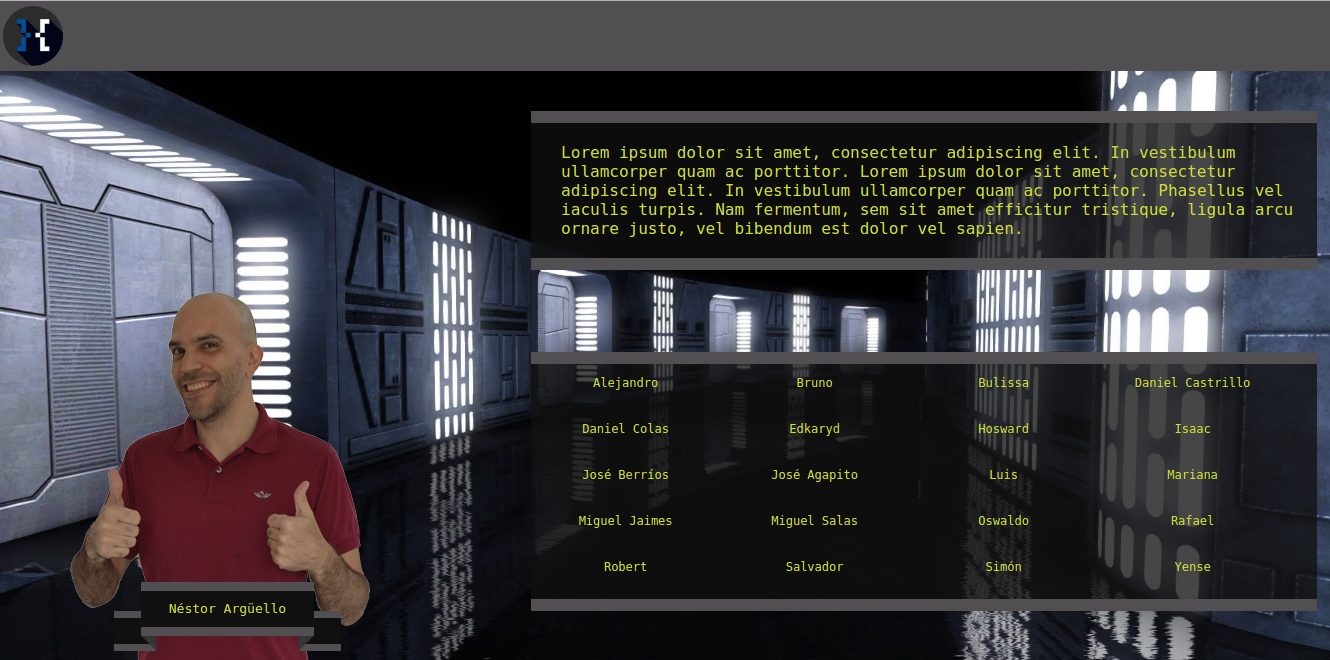 Lorem ipsum dolor sit amet, consectetur adipiscing elit. In vestibulum
ullamcorper quam ac porttitor. Lorem ipsum dolor sit amet, consectetur
adipiscing elit. In vestibulum ullamcorper quam ac porttitor. Phasellus vel
iaculis turpis. Nam fermentum, sem sit amet efficitur tristique, ligula arcu
ornare justo, vel bibendum est dolor vel sapien.
Alejandro Bruno Bulissa Daniel Castrillo
Daniel Colas Edkaryd Hosward Isaac
José Berríos José Agapito Luis Mariana
Miguel Jaimes Miguel Salas Oswaldo Rafael
Robert Salvador Simón Yense
Néstor Argüello